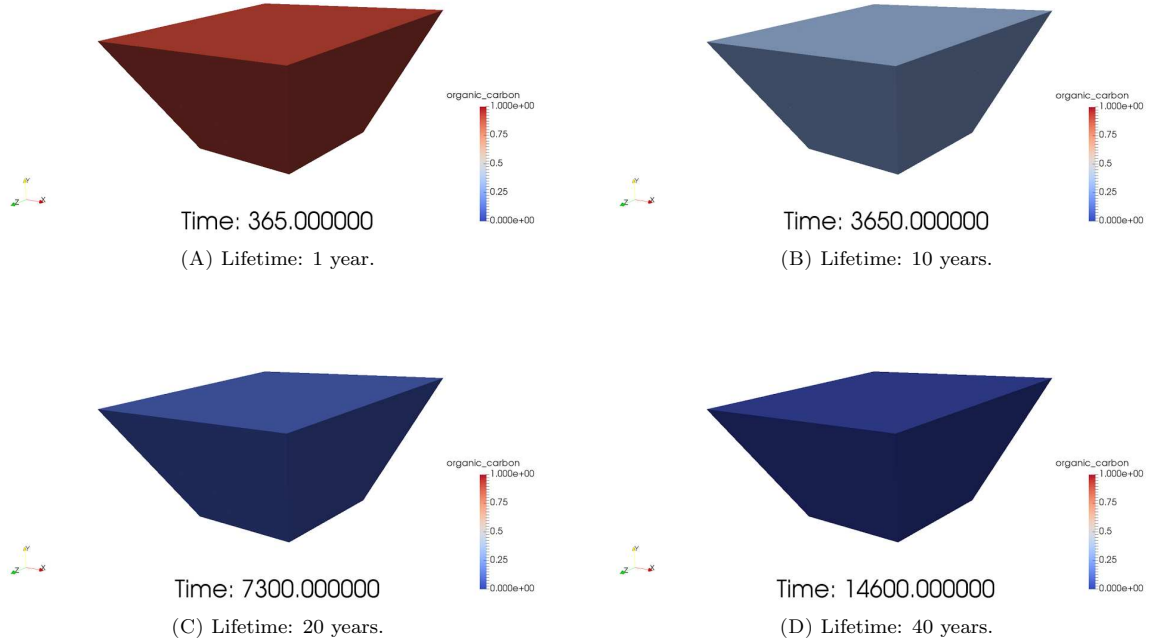 organic_carbon
1.000e+00
0.75
0.5
0.25
0.000e+00
Y
Z X
Time: 365.000000
(A) Lifetime: 1 year.
organic_carbon
1.000e+00
0.75
0.5
0.25
0.000e+00
Y
Z X
Time: 3650.000000
(B) Lifetime: 10 years.
organic_carbon
1.000e+00
0.75
0.5
0.25
0.000e+00
Y
Z X
Time: 7300.000000
(C) Lifetime: 20 years.
organic_carbon
1.000e+00
0.75
0.5
0.25
0.000e+00
Y
Z X
Time: 14600.000000
(D) Lifetime: 40 years.